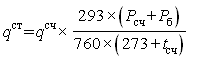 q^ст = q^сч × 293×(P_сч + P_б) / 760×(273 + t_сч)